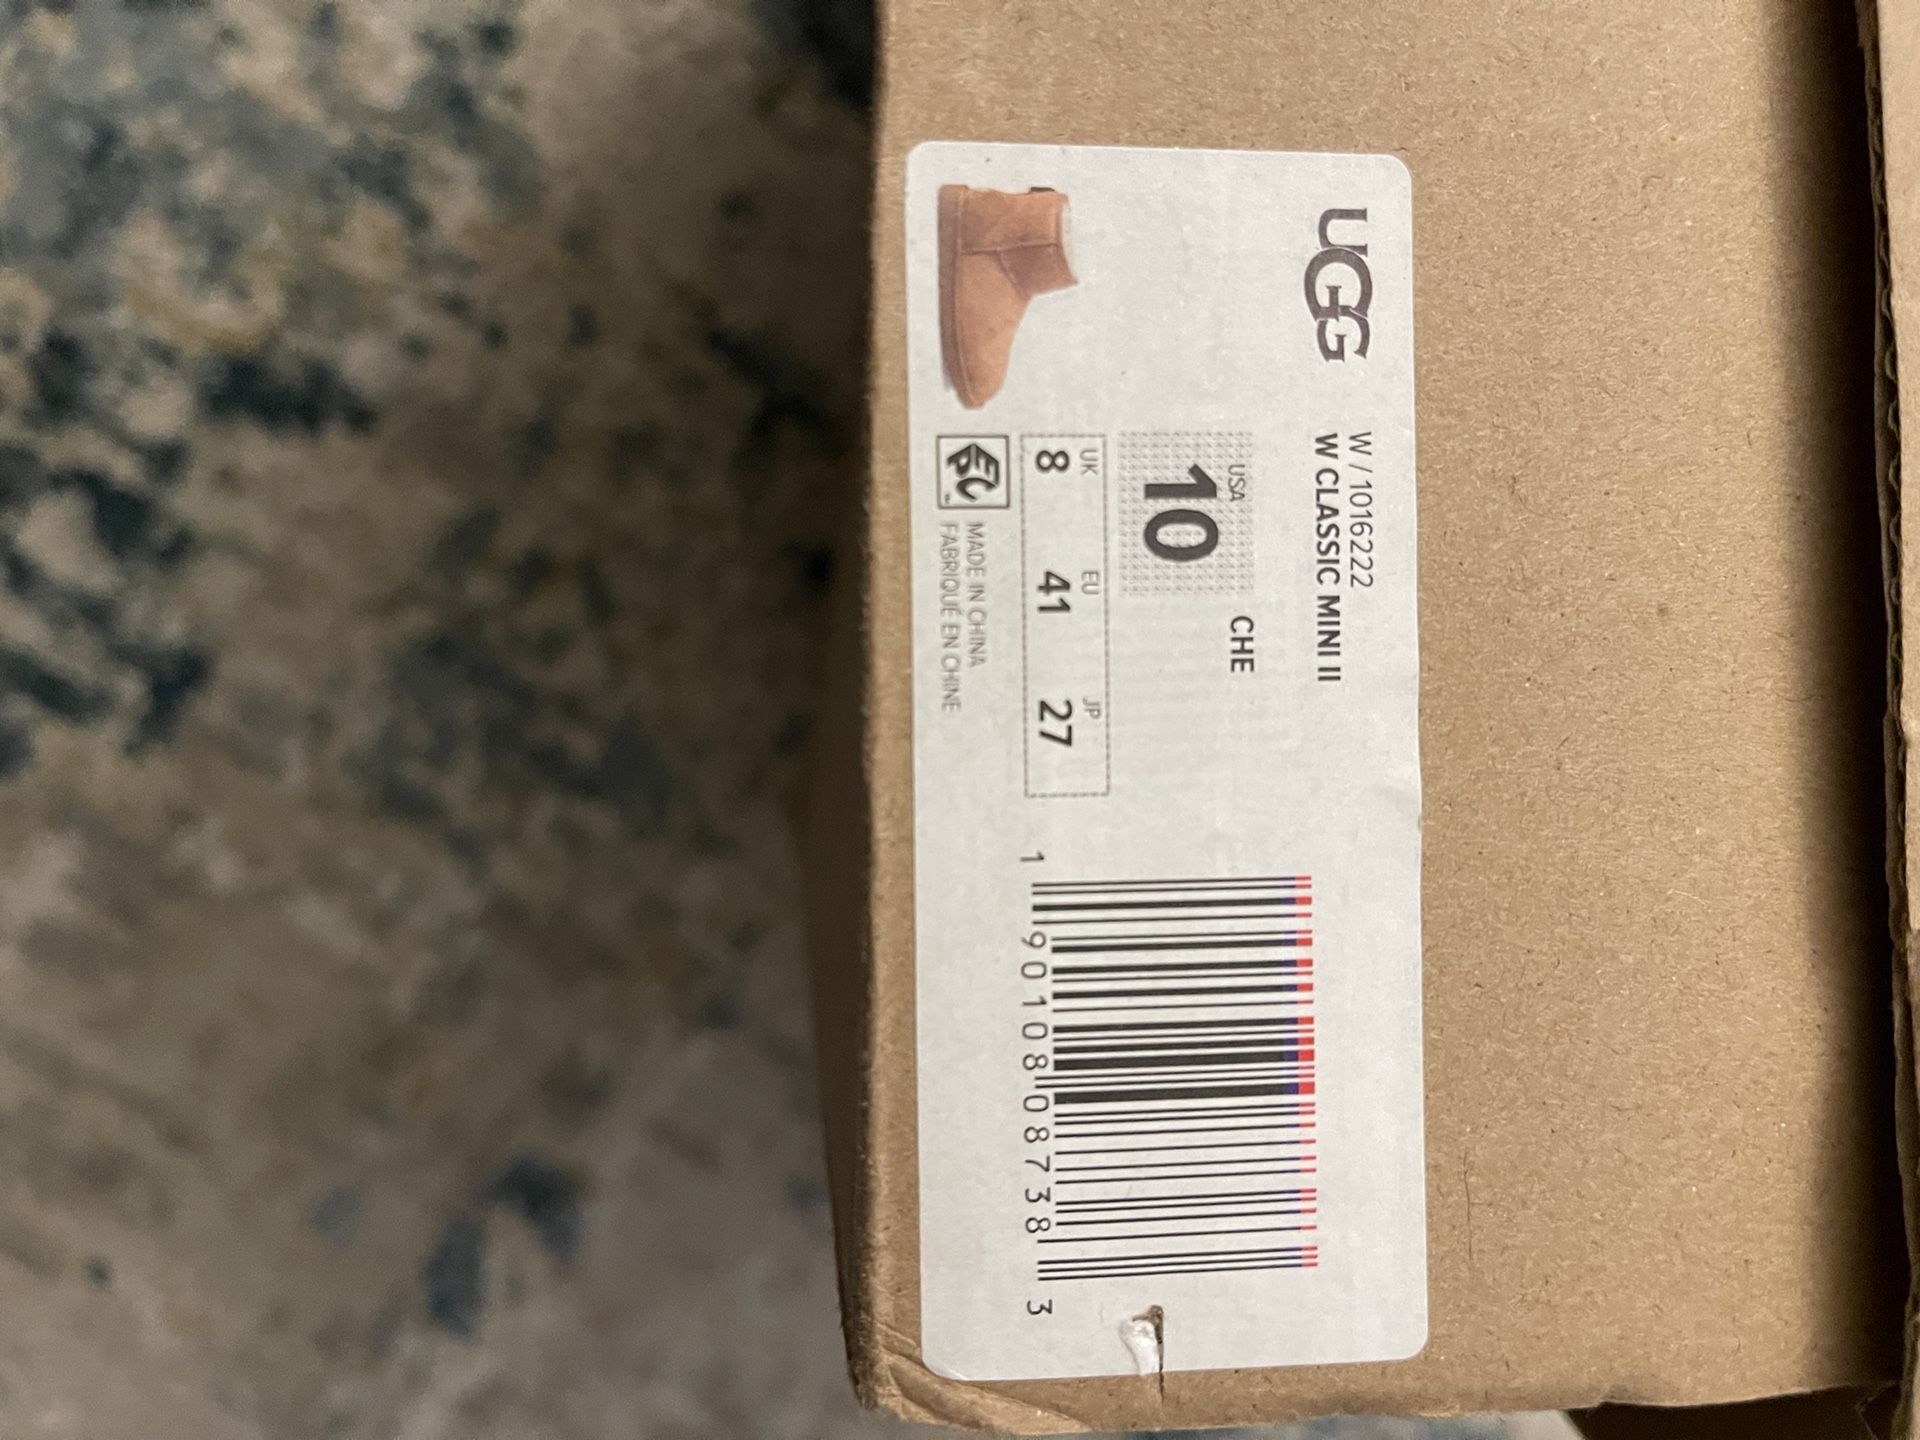 UGG
W / 1016222
W CLASSIC MINI II
USA
10
CHE
UK EU JP
8 41 27
EPC
MADE IN CHINA
FABRIQUÉ EN CHINE
1 90108 08738 3